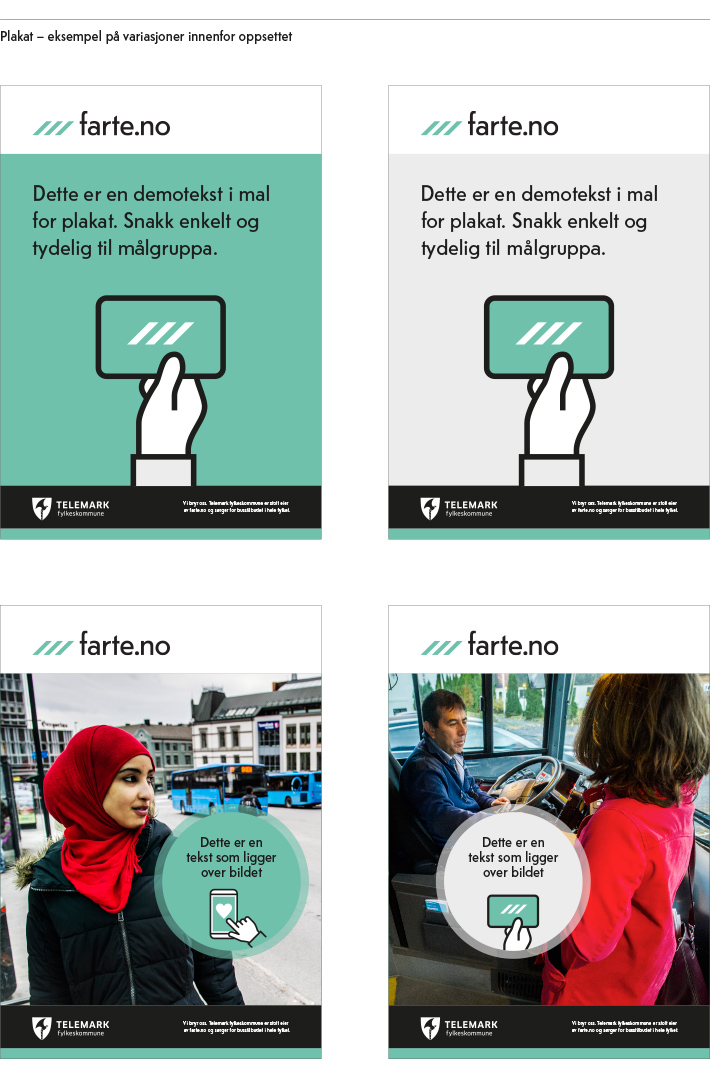 Plakat – eksempel på variasjoner innenfor oppsettet
farte.no
Dette er en demotekst i mal
for plakat. Snakk enkelt og
tydelig til målgruppa.
TELEMARK
fylkeskommune
Vi bryr oss. Telemark fylkeskommune er stolt eier
av farte.no og sørger for busstilbudet i hele fylket.
farte.no
Dette er en demotekst i mal
for plakat. Snakk enkelt og
tydelig til målgruppa.
TELEMARK
fylkeskommune
Vi bryr oss. Telemark fylkeskommune er stolt eier
av farte.no og sørger for busstilbudet i hele fylket.
farte.no
Dette er en
tekst som ligger
over bildet
TELEMARK
fylkeskommune
Vi bryr oss. Telemark fylkeskommune er stolt eier
av farte.no og sørger for busstilbudet i hele fylket.
farte.no
Dette er en
tekst som ligger
over bildet
TELEMARK
fylkeskommune
Vi bryr oss. Telemark fylkeskommune er stolt eier
av farte.no og sørger for busstilbudet i hele fylket.